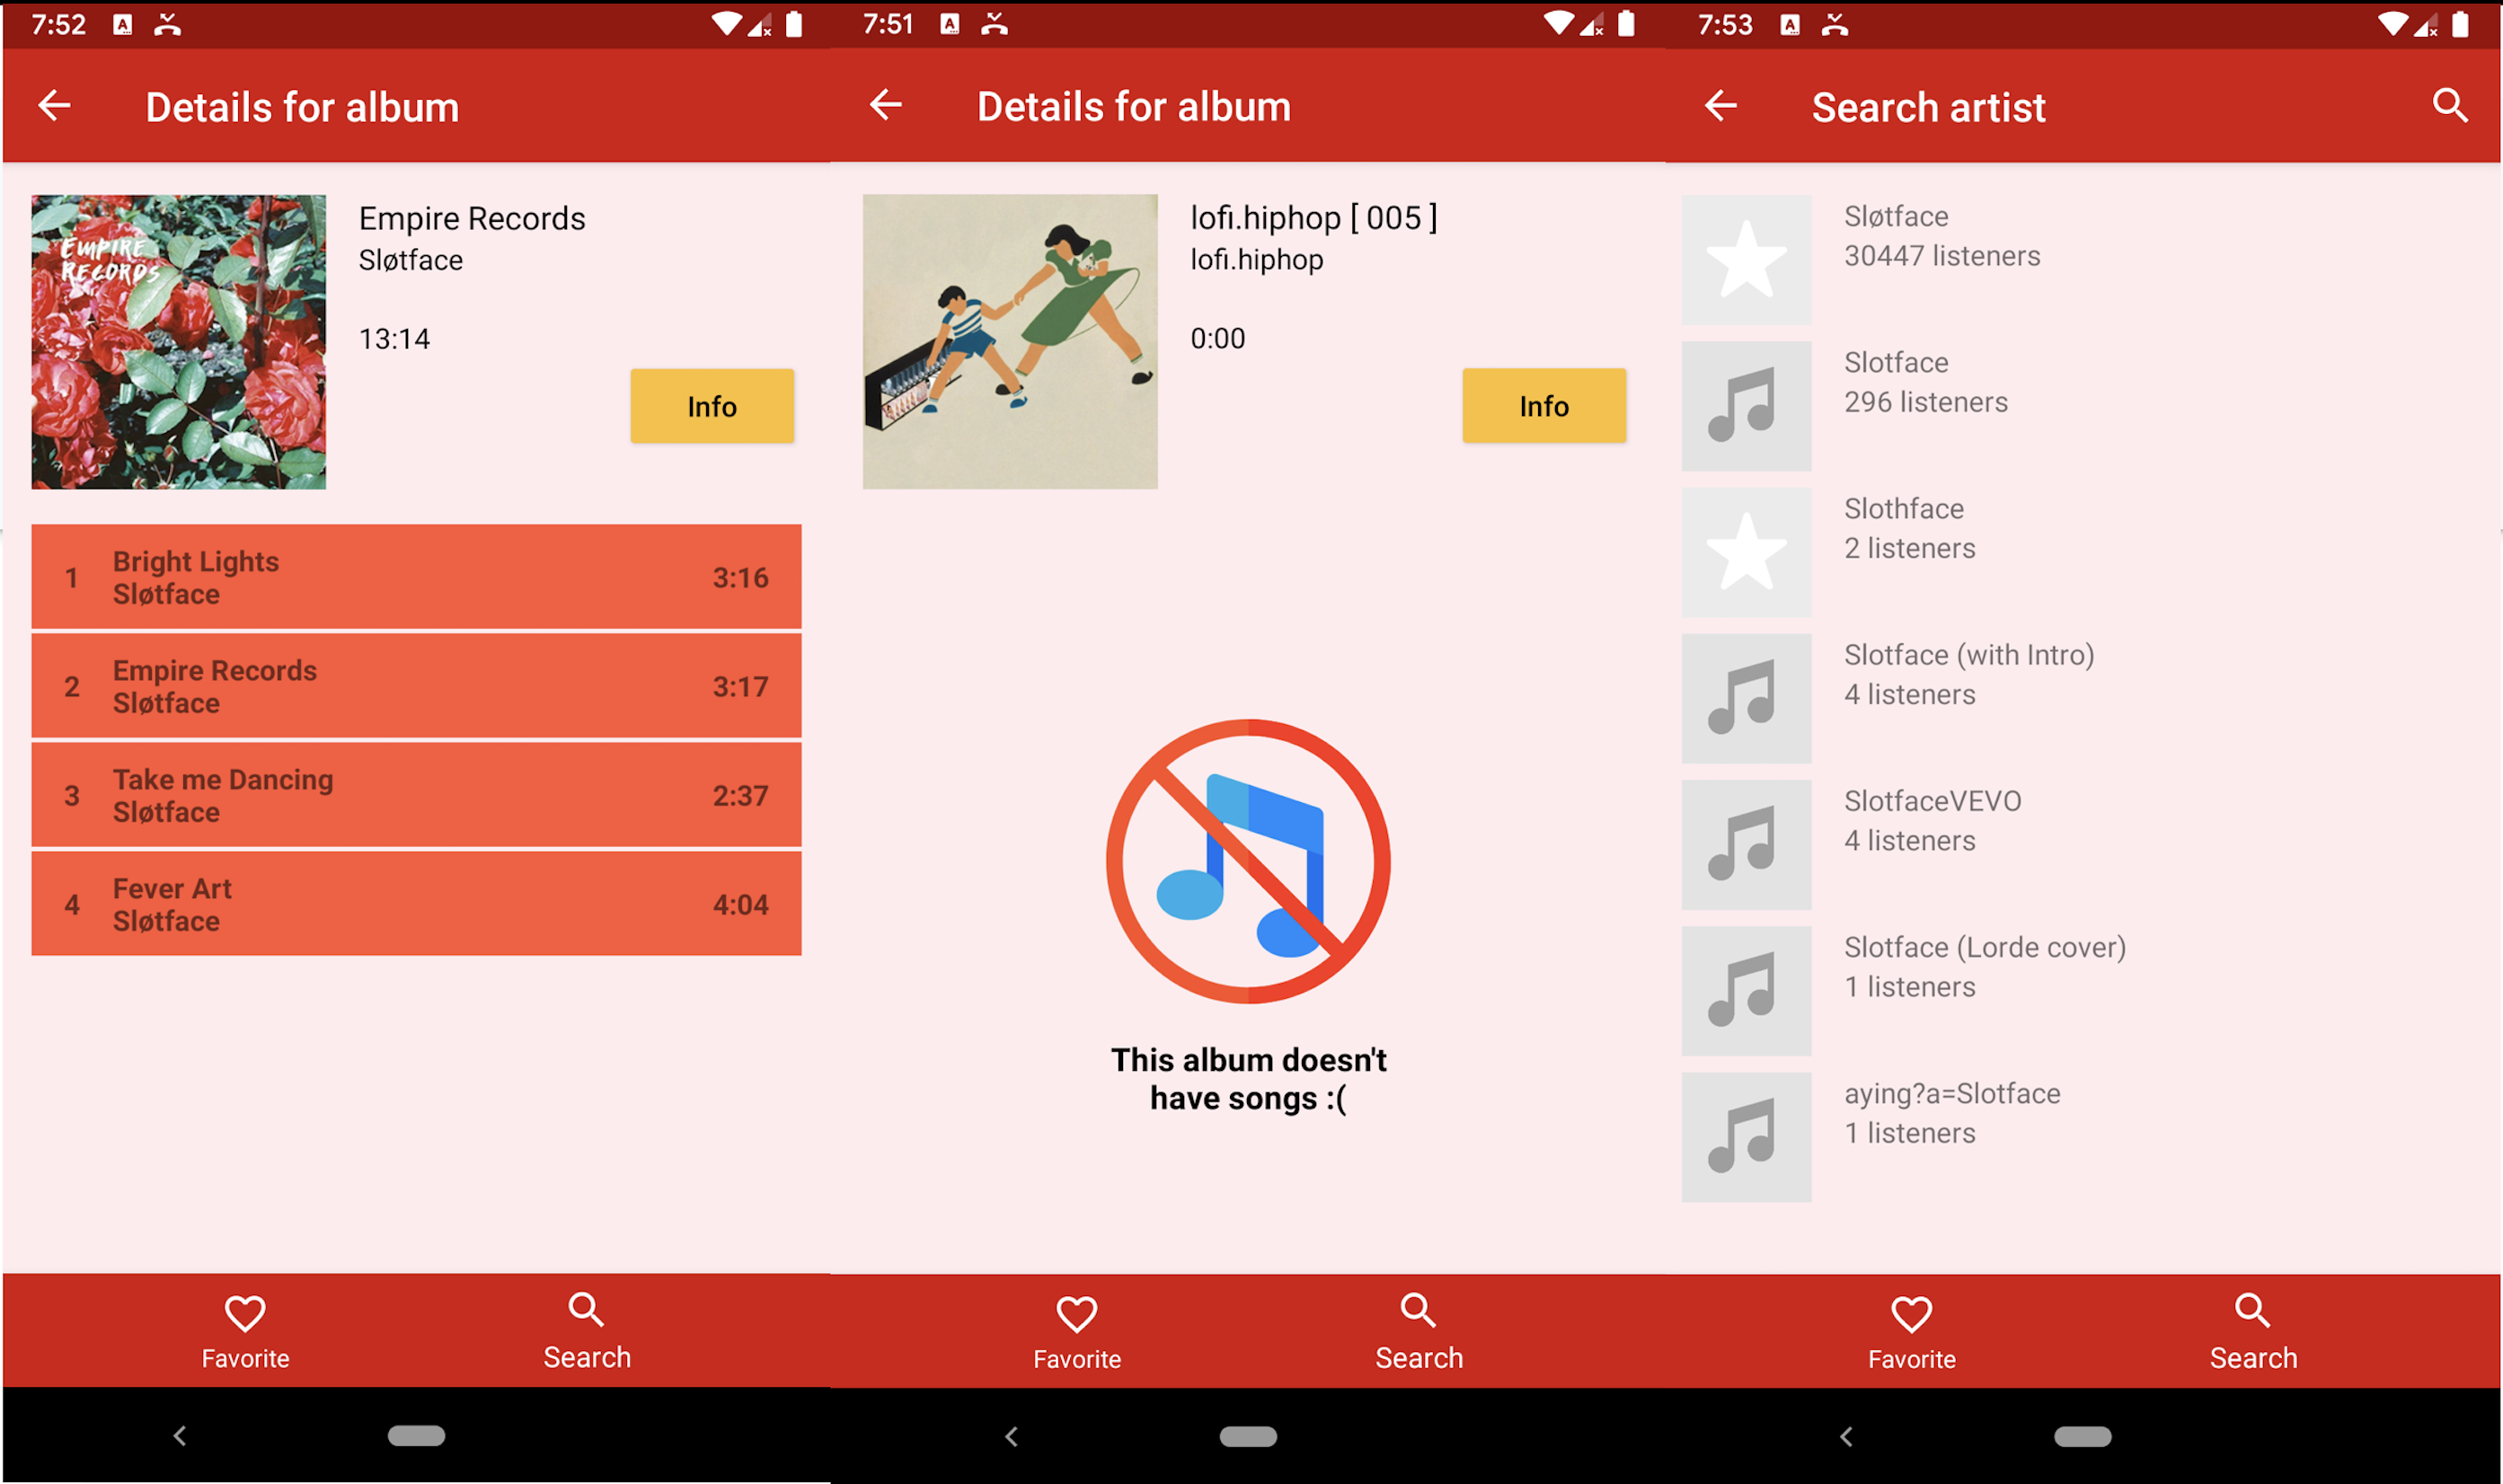 7:52
Details for album
EMPIRE
RECORDS
Empire Records
Sløtface
13:14
Info
1
Bright Lights
Sløtface
3:16
2
Empire Records
Sløtface
3:17
3
Take me Dancing
Sløtface
2:37
4
Fever Art
Sløtface
4:04
Favorite
Search
7:51
Details for album
lofi.hiphop [ 005 ]
lofi.hiphop
0:00
Info
This album doesn't
have songs :(
Favorite
Search
7:53
Search artist
Sløtface
30447 listeners
Slotface
296 listeners
Slothface
2 listeners
Slotface (with Intro)
4 listeners
SlotfaceVEVO
4 listeners
Slotface (Lorde cover)
1 listeners
aying?a=Slotface
1 listeners
Favorite
Search